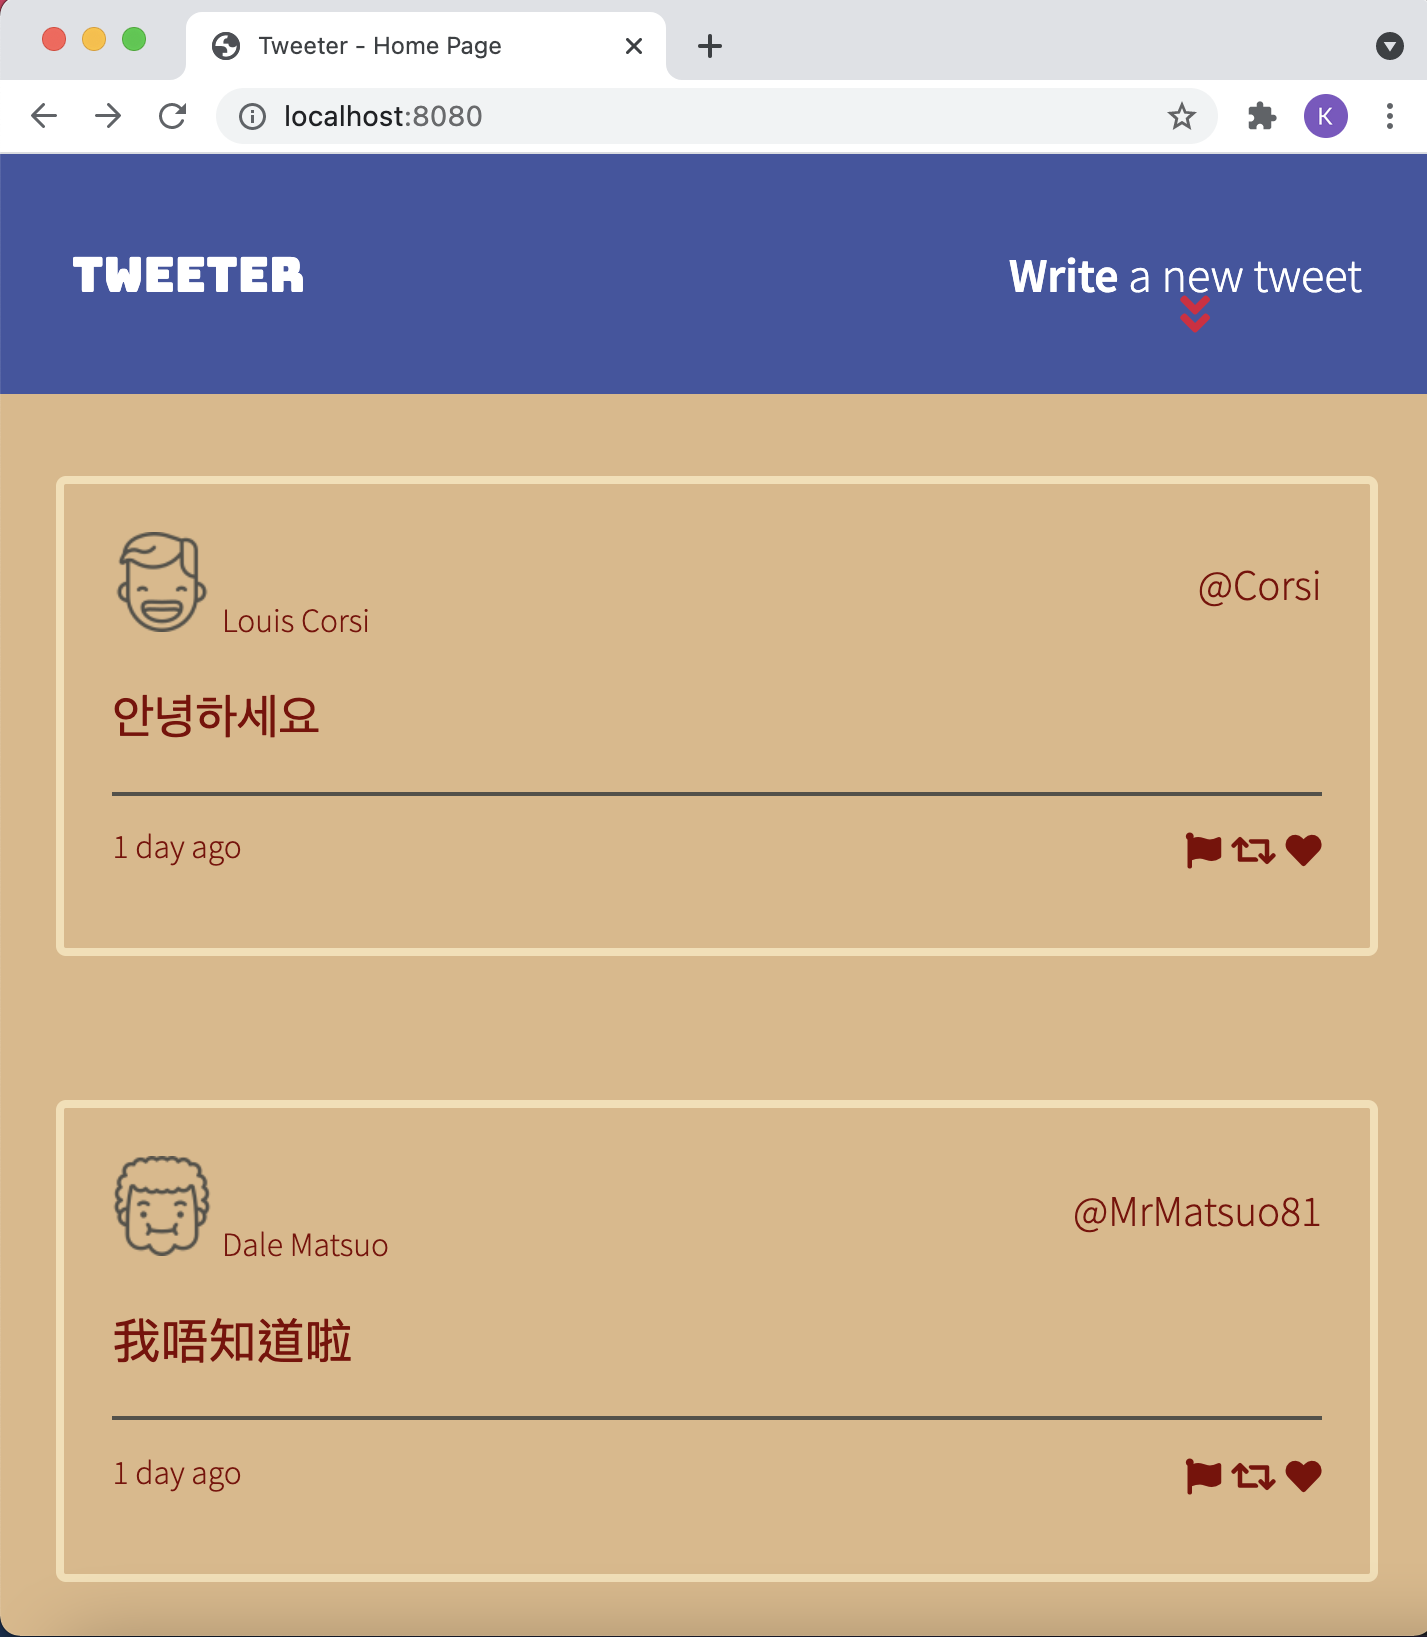 Tweeter - Home Page
localhost:8080
K
TWEETER
Write a new tweet
Louis Corsi
@Corsi
안녕하세요
1 day ago
Dale Matsuo
@MrMatsuo81
我唔知道啦
1 day ago